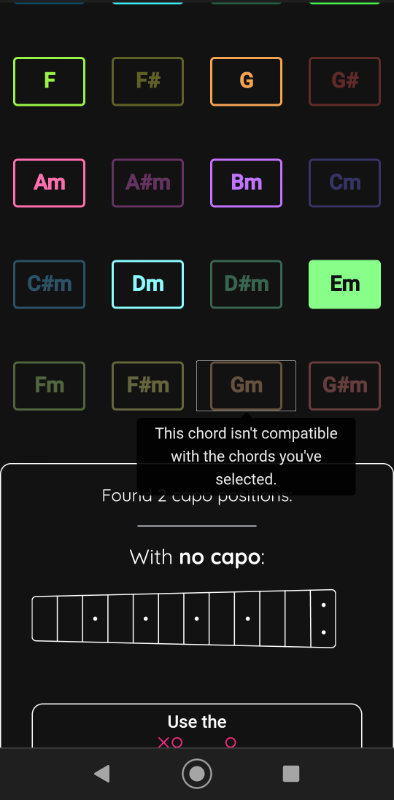 F F# G G#
Am A#m Bm Cm
C#m Dm D#m Em
Fm F#m Gm G#m
This chord isn't compatible
with the chords you've
selected.
Found 2 capo positions.
With no capo:
Use the